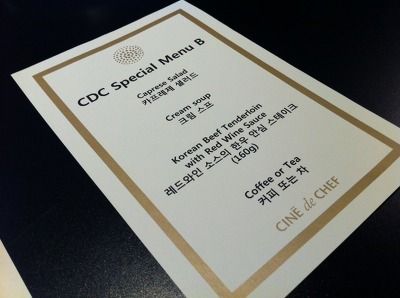 CDC Special Menu B
Caprese Salad
카프레제 샐러드
Cream soup
크림 스프
Korean Beef Tenderloin
with Red Wine Sauce
레드와인 소스의 한우 안심 스테이크
(160g)
Coffee or Tea
커피 또는 차
CINÉ de CHEF